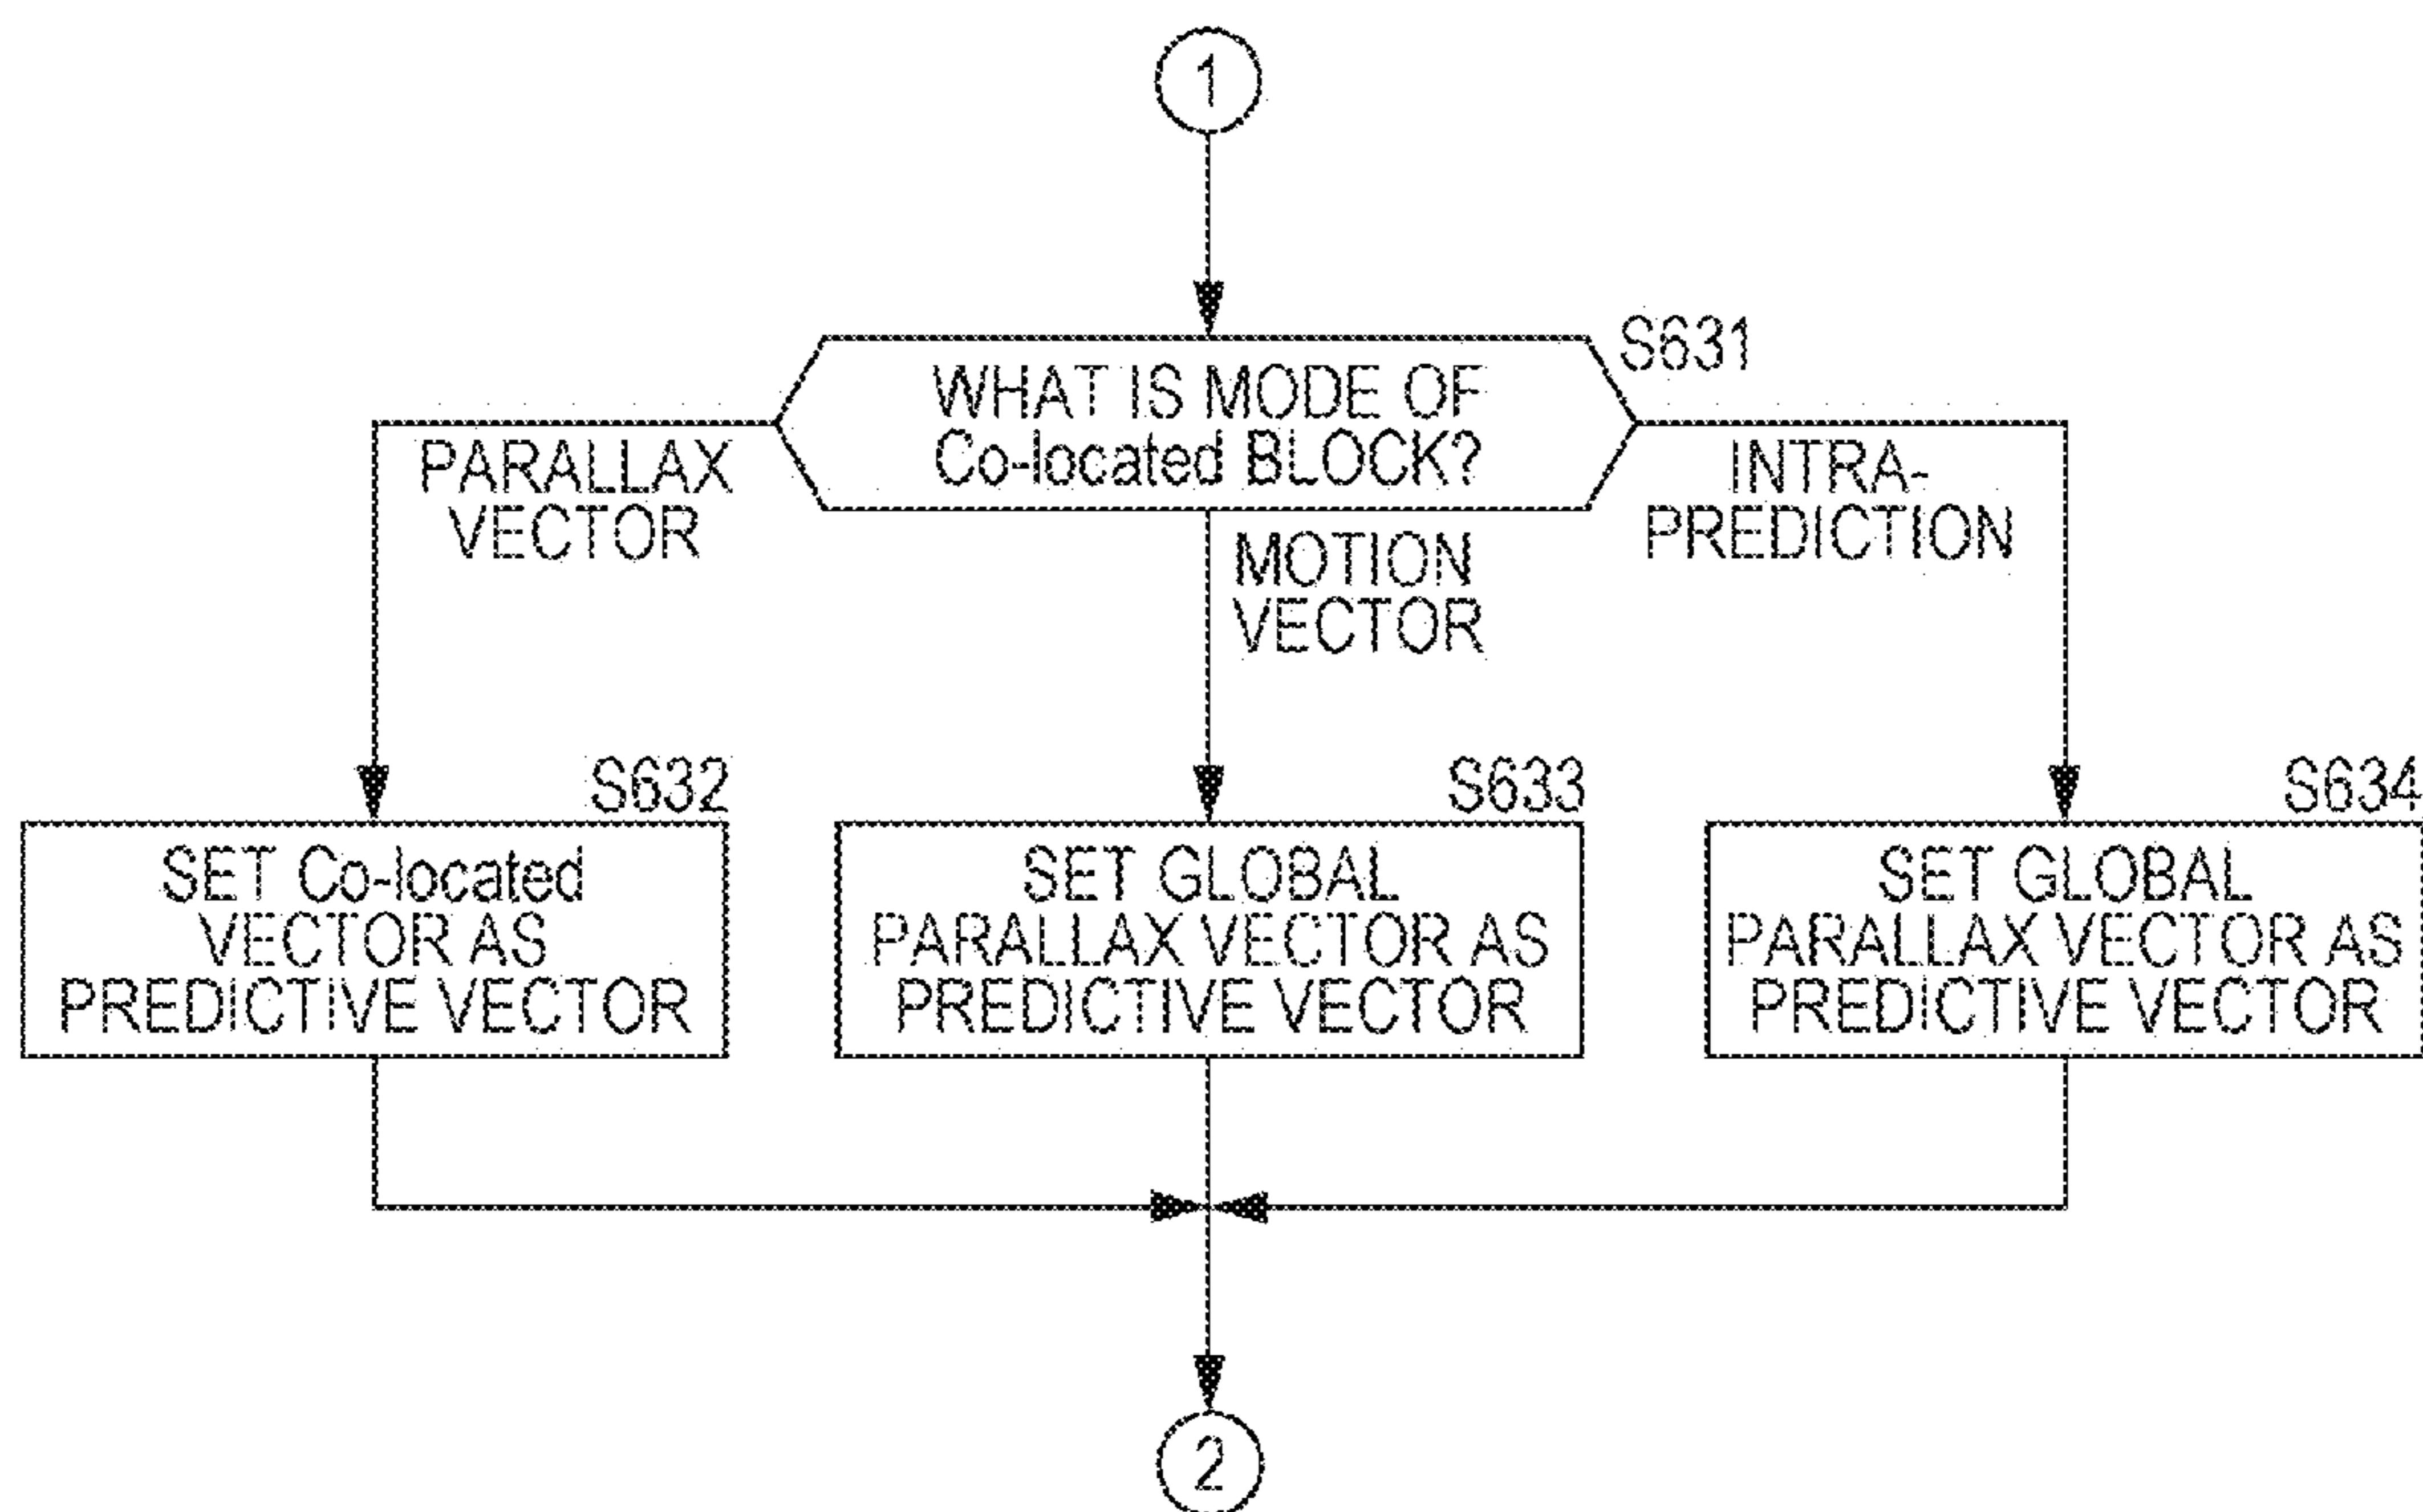 1
S631
WHAT IS MODE OF
Co-located BLOCK?
PARALLAX
VECTOR
MOTION
VECTOR
INTRA-
PREDICTION
S632
SET Co-located
VECTOR AS
PREDICTIVE VECTOR
S633
SET GLOBAL
PARALLAX VECTOR AS
PREDICTIVE VECTOR
S634
SET GLOBAL
PARALLAX VECTOR AS
PREDICTIVE VECTOR
2